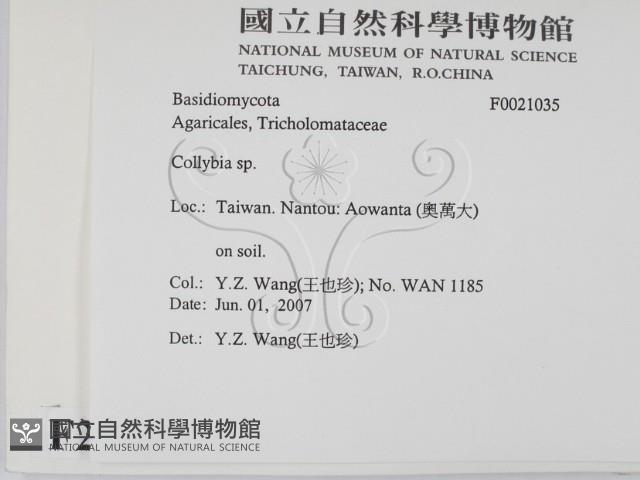 國立自然科學博物館
NATIONAL MUSEUM OF NATURAL SCIENCE
TAICHUNG, TAIWAN, R.O.CHINA
Basidiomycota F0021035
Agaricales, Tricholomataceae
Collybia sp.
Loc.: Taiwan. Nantou: Aowanta (奧萬大)
on soil.
Col.: Y.Z. Wang(王也珍); No. WAN 1185
Date: Jun. 01, 2007
Det.: Y.Z. Wang(王也珍)
F2
國立自然科學博物館
NATIONAL MUSEUM OF NATURAL SCIENCE